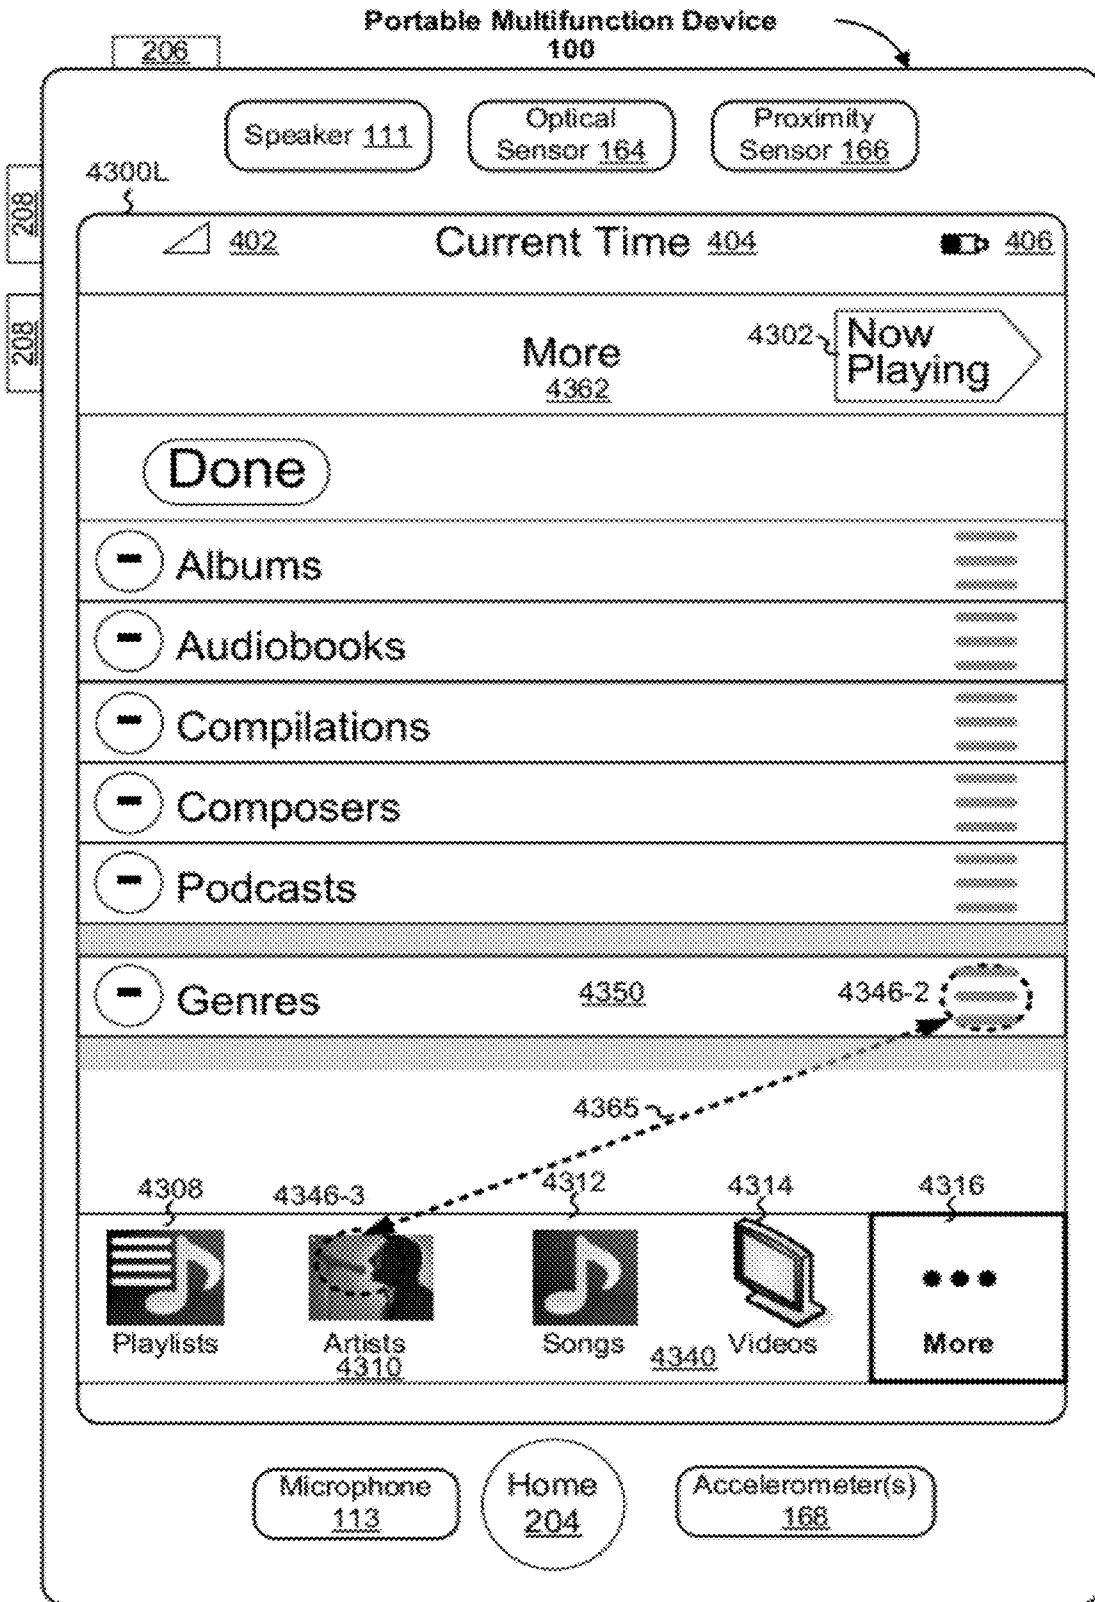 Portable Multifunction Device
100
206
Speaker 111
Optical
Sensor 164
Proximity
Sensor 166
4300L
208
208
402
Current Time 404
406
More
4362
4302
Now
Playing
Done
- Albums
- Audiobooks
- Compilations
- Composers
- Podcasts
- Genres
4350
4346-2
4365
4308
4346-3
4312
4314
4316
Playlists
Artists
4310
Songs
4340
Videos
More
Microphone
113
Home
204
Accelerometer(s)
168